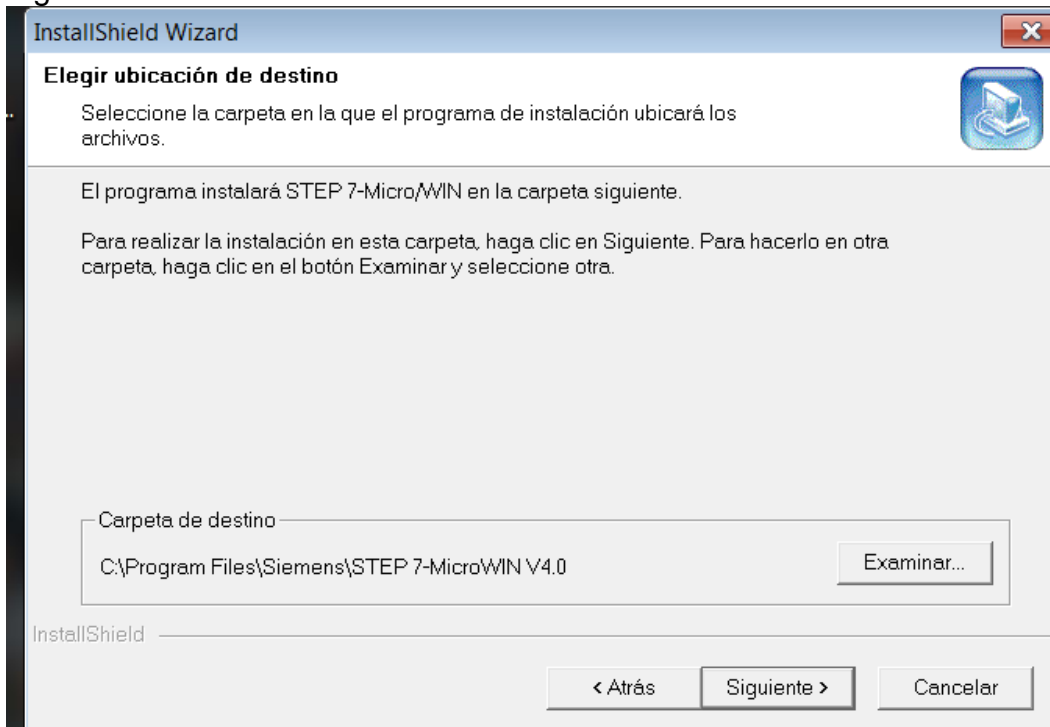 InstallShield Wizard
Elegir ubicación de destino
Seleccione la carpeta en la que el programa de instalación ubicará los
archivos.
El programa instalará STEP 7-Micro/WIN en la carpeta siguiente.
Para realizar la instalación en esta carpeta, haga clic en Siguiente. Para hacerlo en otra
carpeta, haga clic en el botón Examinar y seleccione otra.
Carpeta de destino
C:\Program Files\Siemens\STEP 7-MicroWIN V4.0
Examinar...
InstallShield
< Atrás
Siguiente >
Cancelar